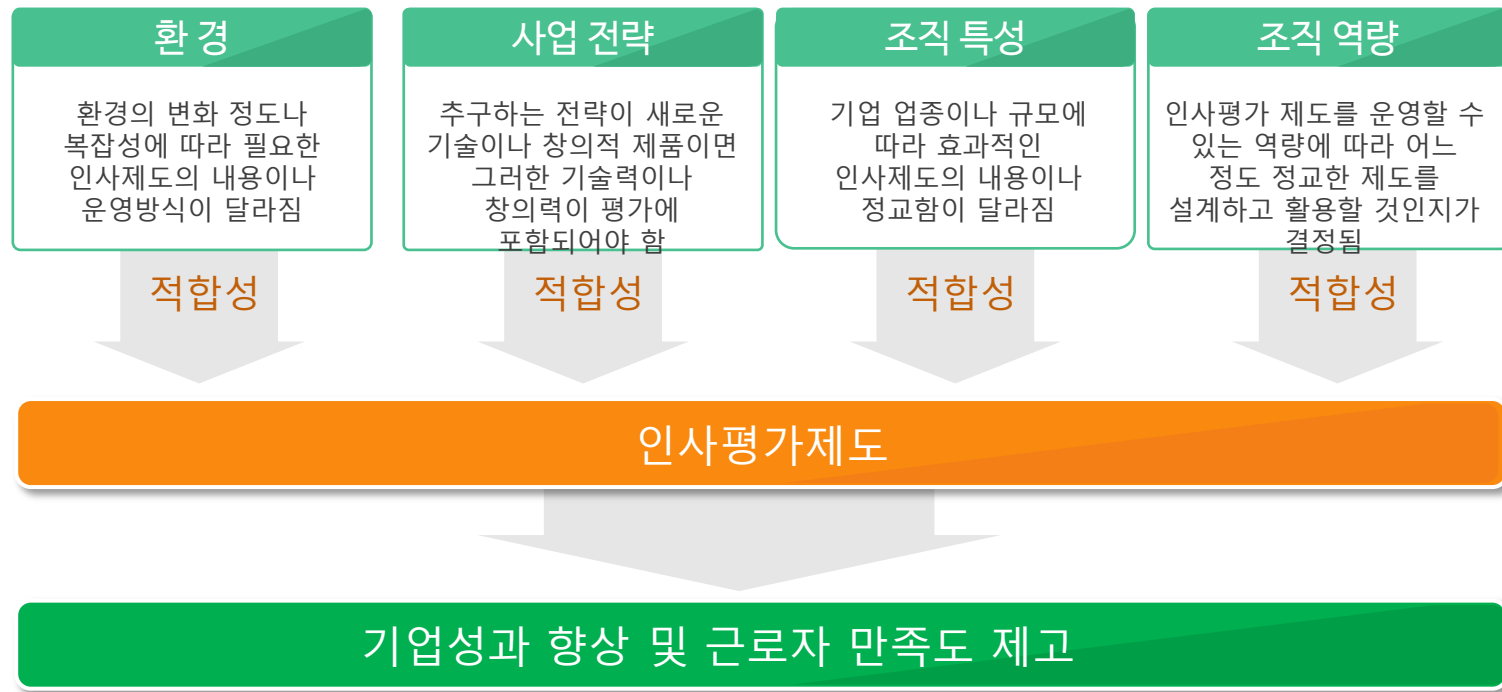 환 경
환경의 변화 정도나
복잡성에 따라 필요한
인사제도의 내용이나
운영방식이 달라짐
사업 전략
추구하는 전략이 새로운
기술이나 창의적 제품이면
그러한 기술력이나
창의력이 평가에
포함되어야 함
조직 특성
기업 업종이나 규모에
따라 효과적인
인사제도의 내용이나
정교함이 달라짐
조직 역량
인사평가 제도를 운영할 수
있는 역량에 따라 어느
정도 정교한 제도를
설계하고 활용할 것인지가
결정됨
적합성
적합성
적합성
적합성
인사평가제도
기업성과 향상 및 근로자 만족도 제고